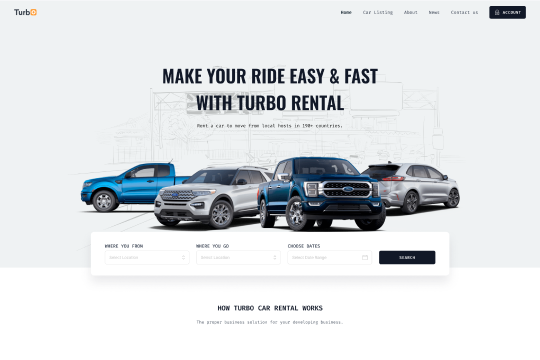 Turbo
Home Car Listing About News Contact us ACCOUNT
MAKE YOUR RIDE EASY & FAST
WITH TURBO RENTAL
Rent a car to move from local hosts in 190+ countries.
WHERE YOU FROM WHERE YOU GO CHOOSE DATES
Select Location Select Location Select Date Range SEARCH
HOW TURBO CAR RENTAL WORKS
The proper business solution for your developing business.